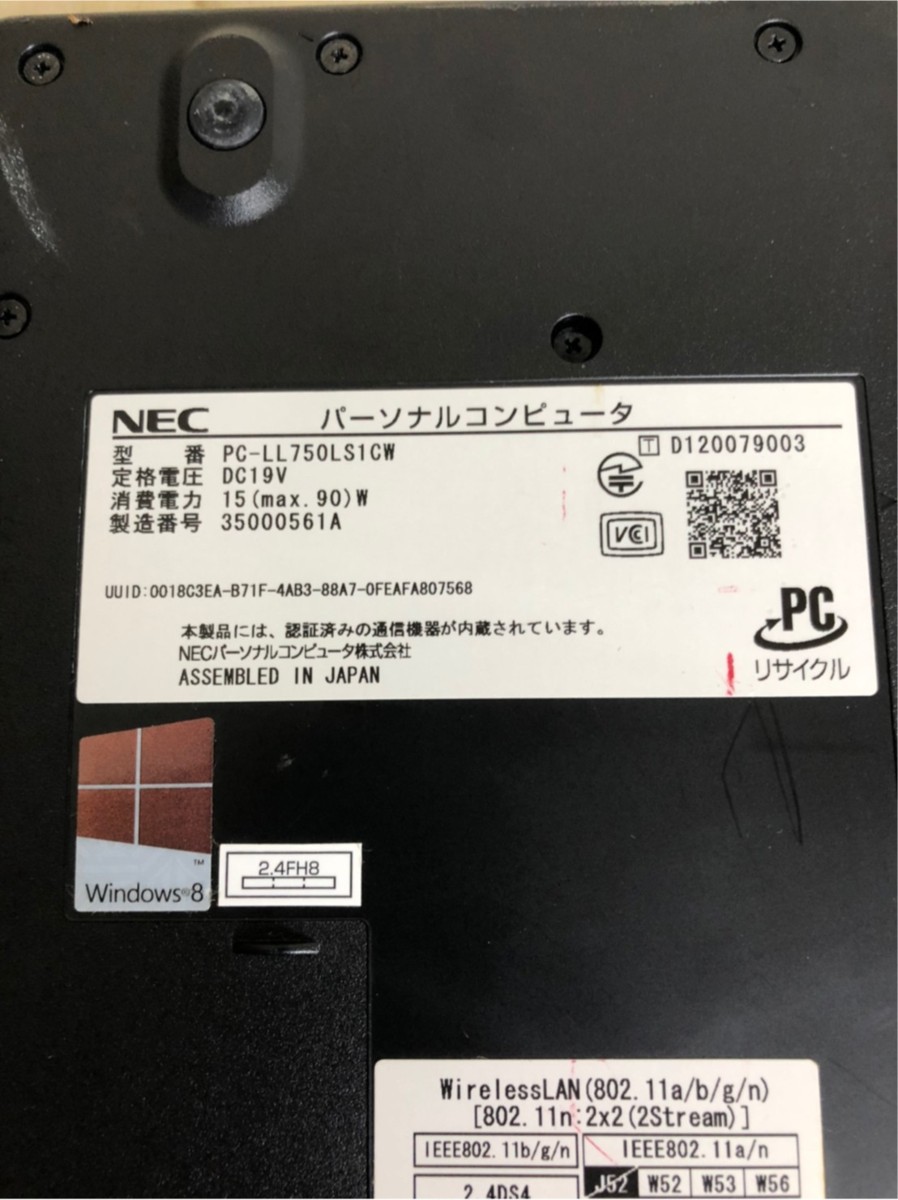 NEC パーソナルコンピュータ
型 番 PC-LL750LS1CW
定格電圧 DC19V
消費電力 15(max.90)W
製造番号 35000561A
T D120079003
VCI
UUID:0018C3EA-B71F-4AB3-88A7-0FEAFA807568
本製品には、認証済みの通信機器が内蔵されています。
NECパーソナルコンピュータ株式会社
ASSEMBLED IN JAPAN
PC
リサイクル
Windows®8
TM
2.4FH8
WirelessLAN(802.11a/b/g/n)
[802.11n:2x2(2Stream)]
IEEE802.11b/g/n IEEE802.11a/n
J52 W52 W53 W56
2.4DS4